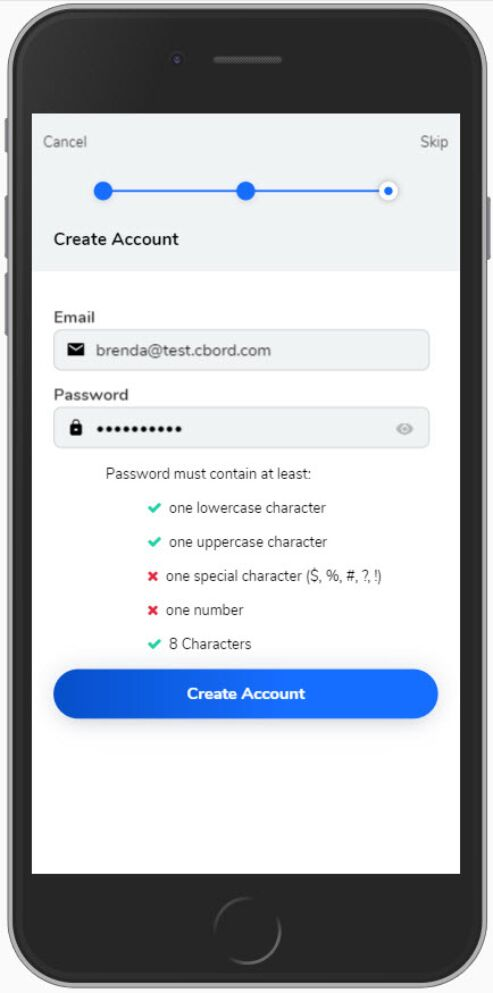 Cancel
Skip
Create Account
Email
brenda@test.cbord.com
Password
••••••••••
Password must contain at least:
one lowercase character
one uppercase character
one special character ($, %, #, ?, !)
one number
8 Characters
Create Account